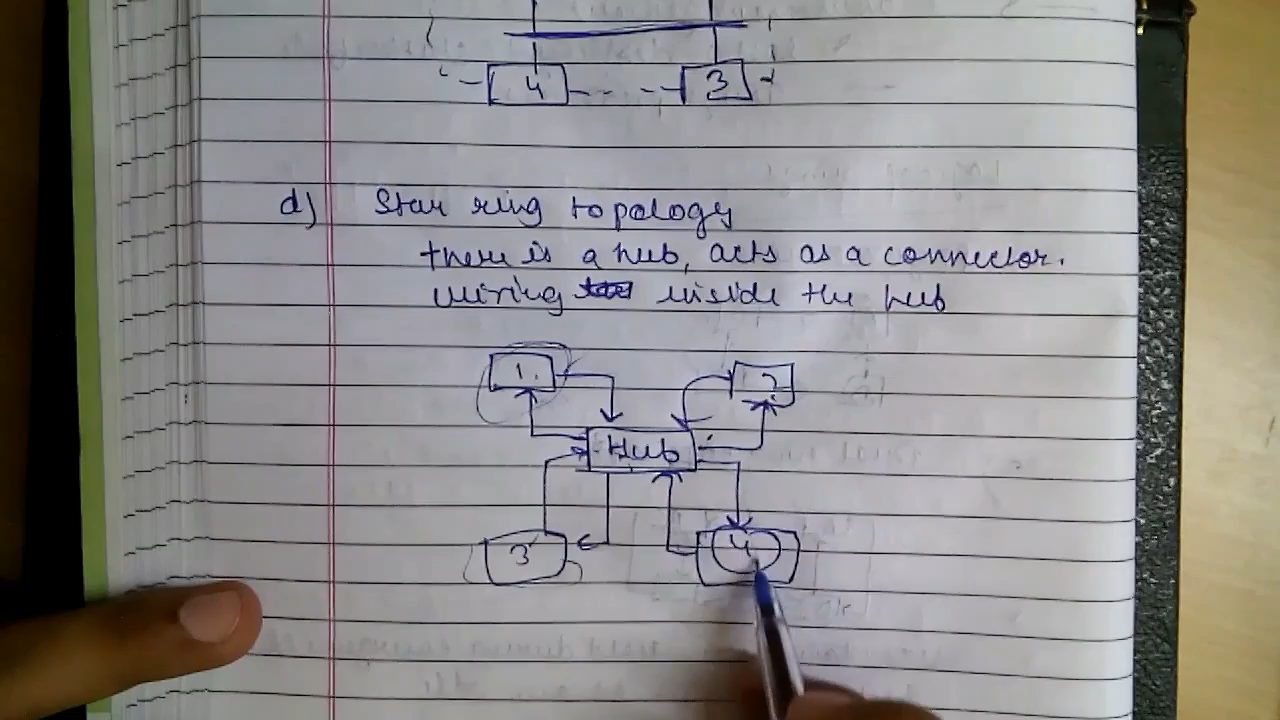 4 3
d) Star ring topology
there is a hub, acts as a connector.
wiring inside the hub
1. 2
Hub
3 4